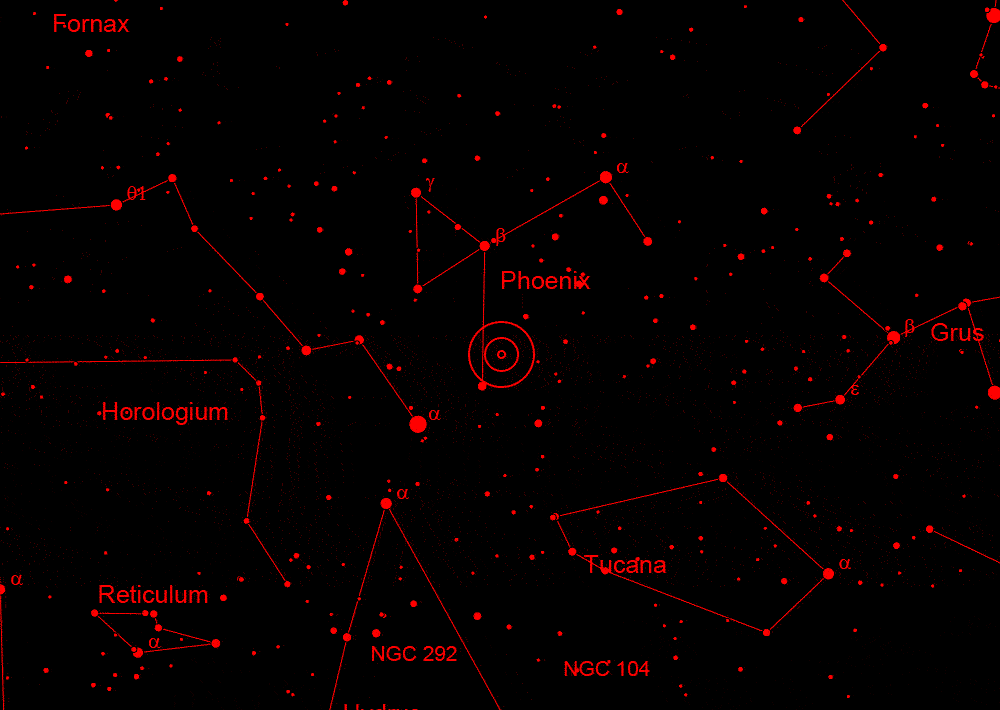 Fornax
α
θ1
γ
β
Phoenix
β
Grus
ε
Horologium
α
α
Tucana
α
α
Reticulum
α
NGC 292
NGC 104